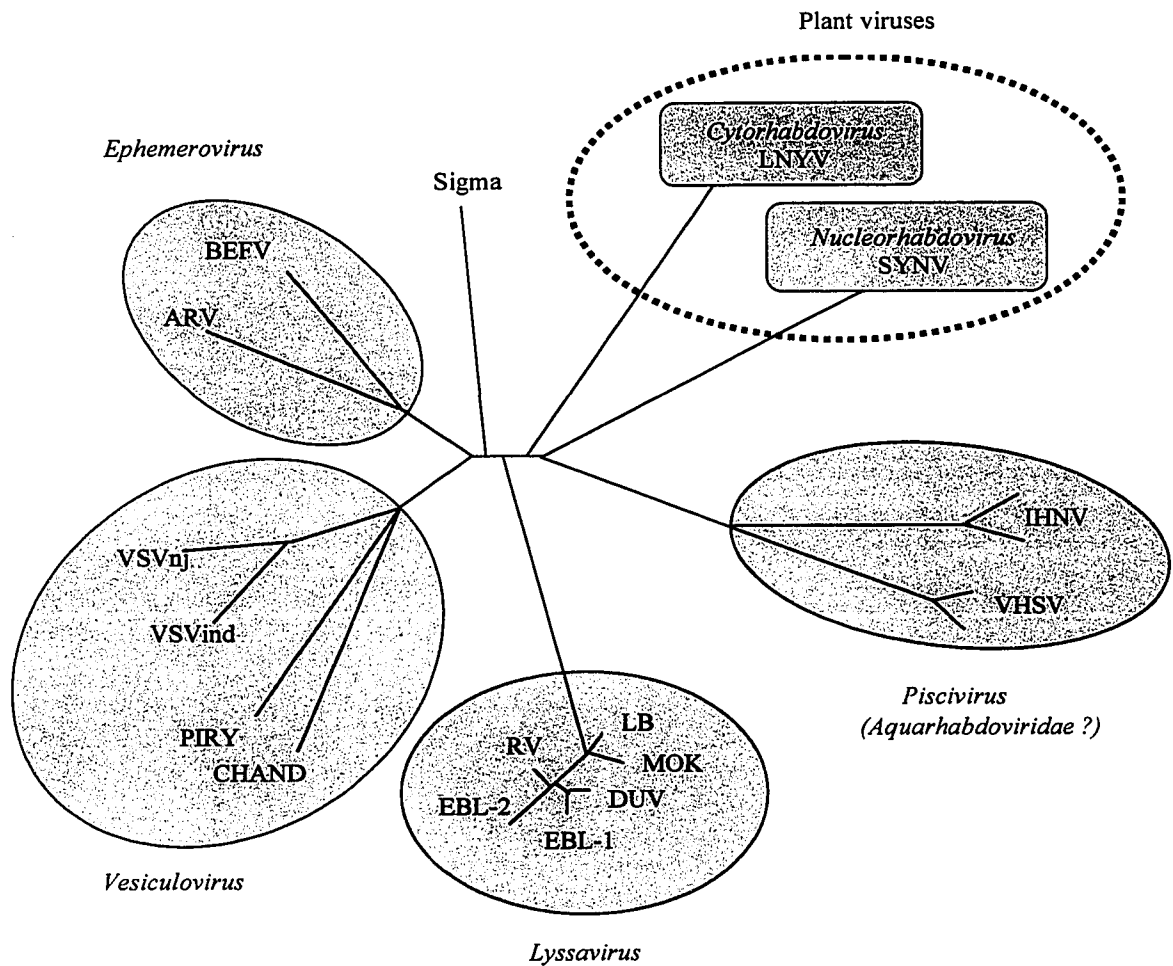 Plant viruses
Cytorhabdovirus
LNYV
Ephemerovirus
Sigma
Nucleorhabdovirus
SYNV
BEFV
ARV
IHNV
VSVnj
VHSV
VSVind
Piscivirus
(Aquarhabdoviridae ?)
LB
PIRY
RV
MOK
CHAND
EBL-2
DUV
EBL-1
Vesiculovirus
Lyssavirus